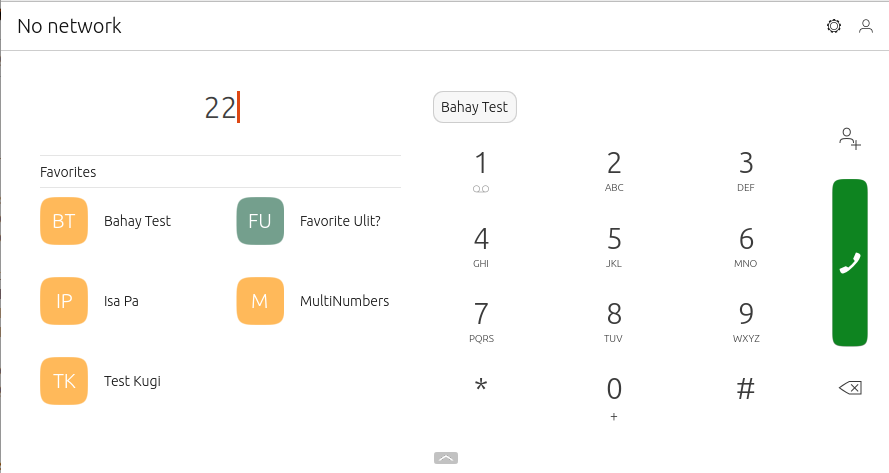 No network
22
Favorites
BT Bahay Test
FU Favorite Ulit?
IP Isa Pa
M MultiNumbers
TK Test Kugi
Bahay Test
1 2 3
ABC DEF
4 5 6
GHI JKL MNO
7 8 9
PQRS TUV WXYZ
* 0 #
+